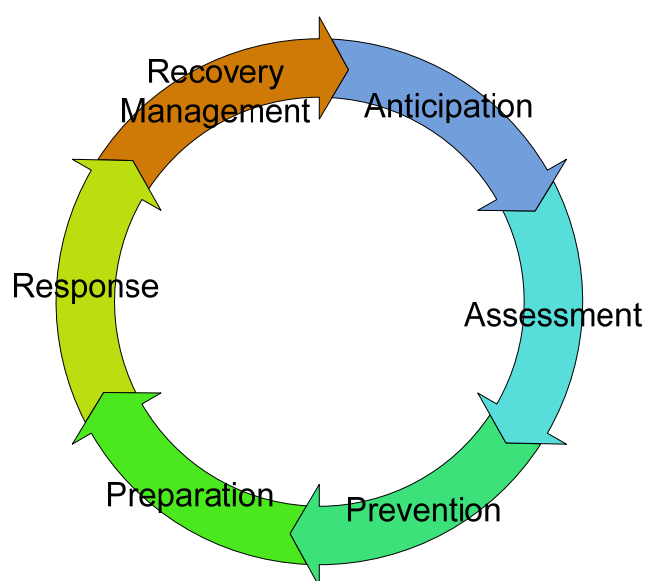 Recovery
Management
Anticipation
Assessment
Prevention
Preparation
Response